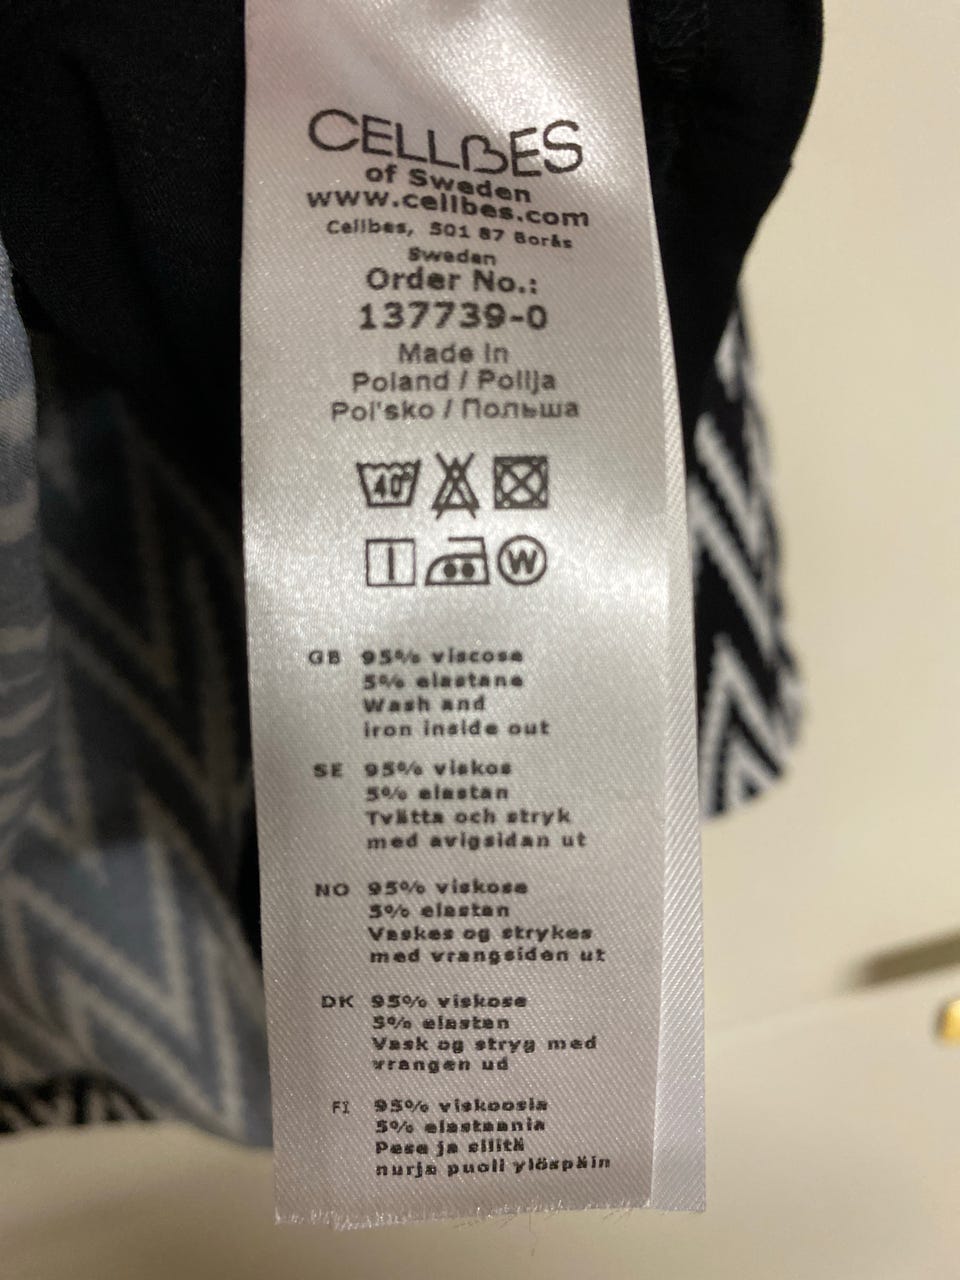 CELLBES
of Sweden
www.cellbes.com
Cellbes, 501 87 Borås
Sweden
Order No.:
137739-0
Made in
Poland / Polija
Pol'sko / Польша
40°
W
GB 95% viscose
5% elastane
Wash and
iron inside out
SE 95% viskos
5% elastan
Tvätta och stryk
med avigsidan ut
NO 95% viskose
5% elastan
Vaskes og strykes
med vrangsiden ut
DK 95% viskose
5% elastan
Vask og stryg med
vrangen ud
FI 95% viskoosia
5% elastaania
Pese ja silitä
nurja puoli ylöspäin